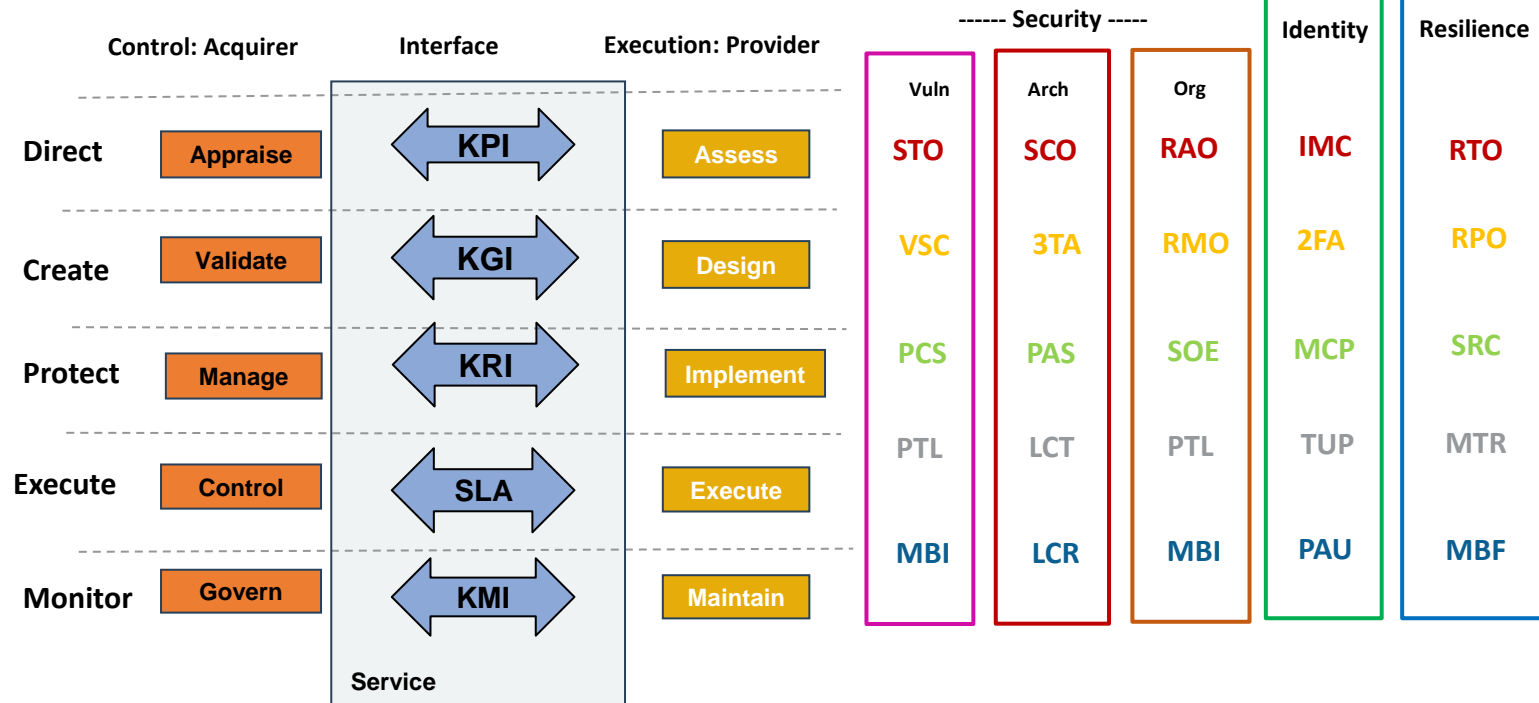 ------ Security -----
Control: Acquirer Interface Execution: Provider Identity Resilience
Vuln Arch Org
Direct Appraise KPI Assess STO SCO RAO IMC RTO
Create Validate KGI Design VSC 3TA RMO 2FA RPO
Protect Manage KRI Implement PCS PAS SOE MCP SRC
Execute Control SLA Execute PTL LCT PTL TUP MTR
Monitor Govern KMI Maintain MBI LCR MBI PAU MBF
Service